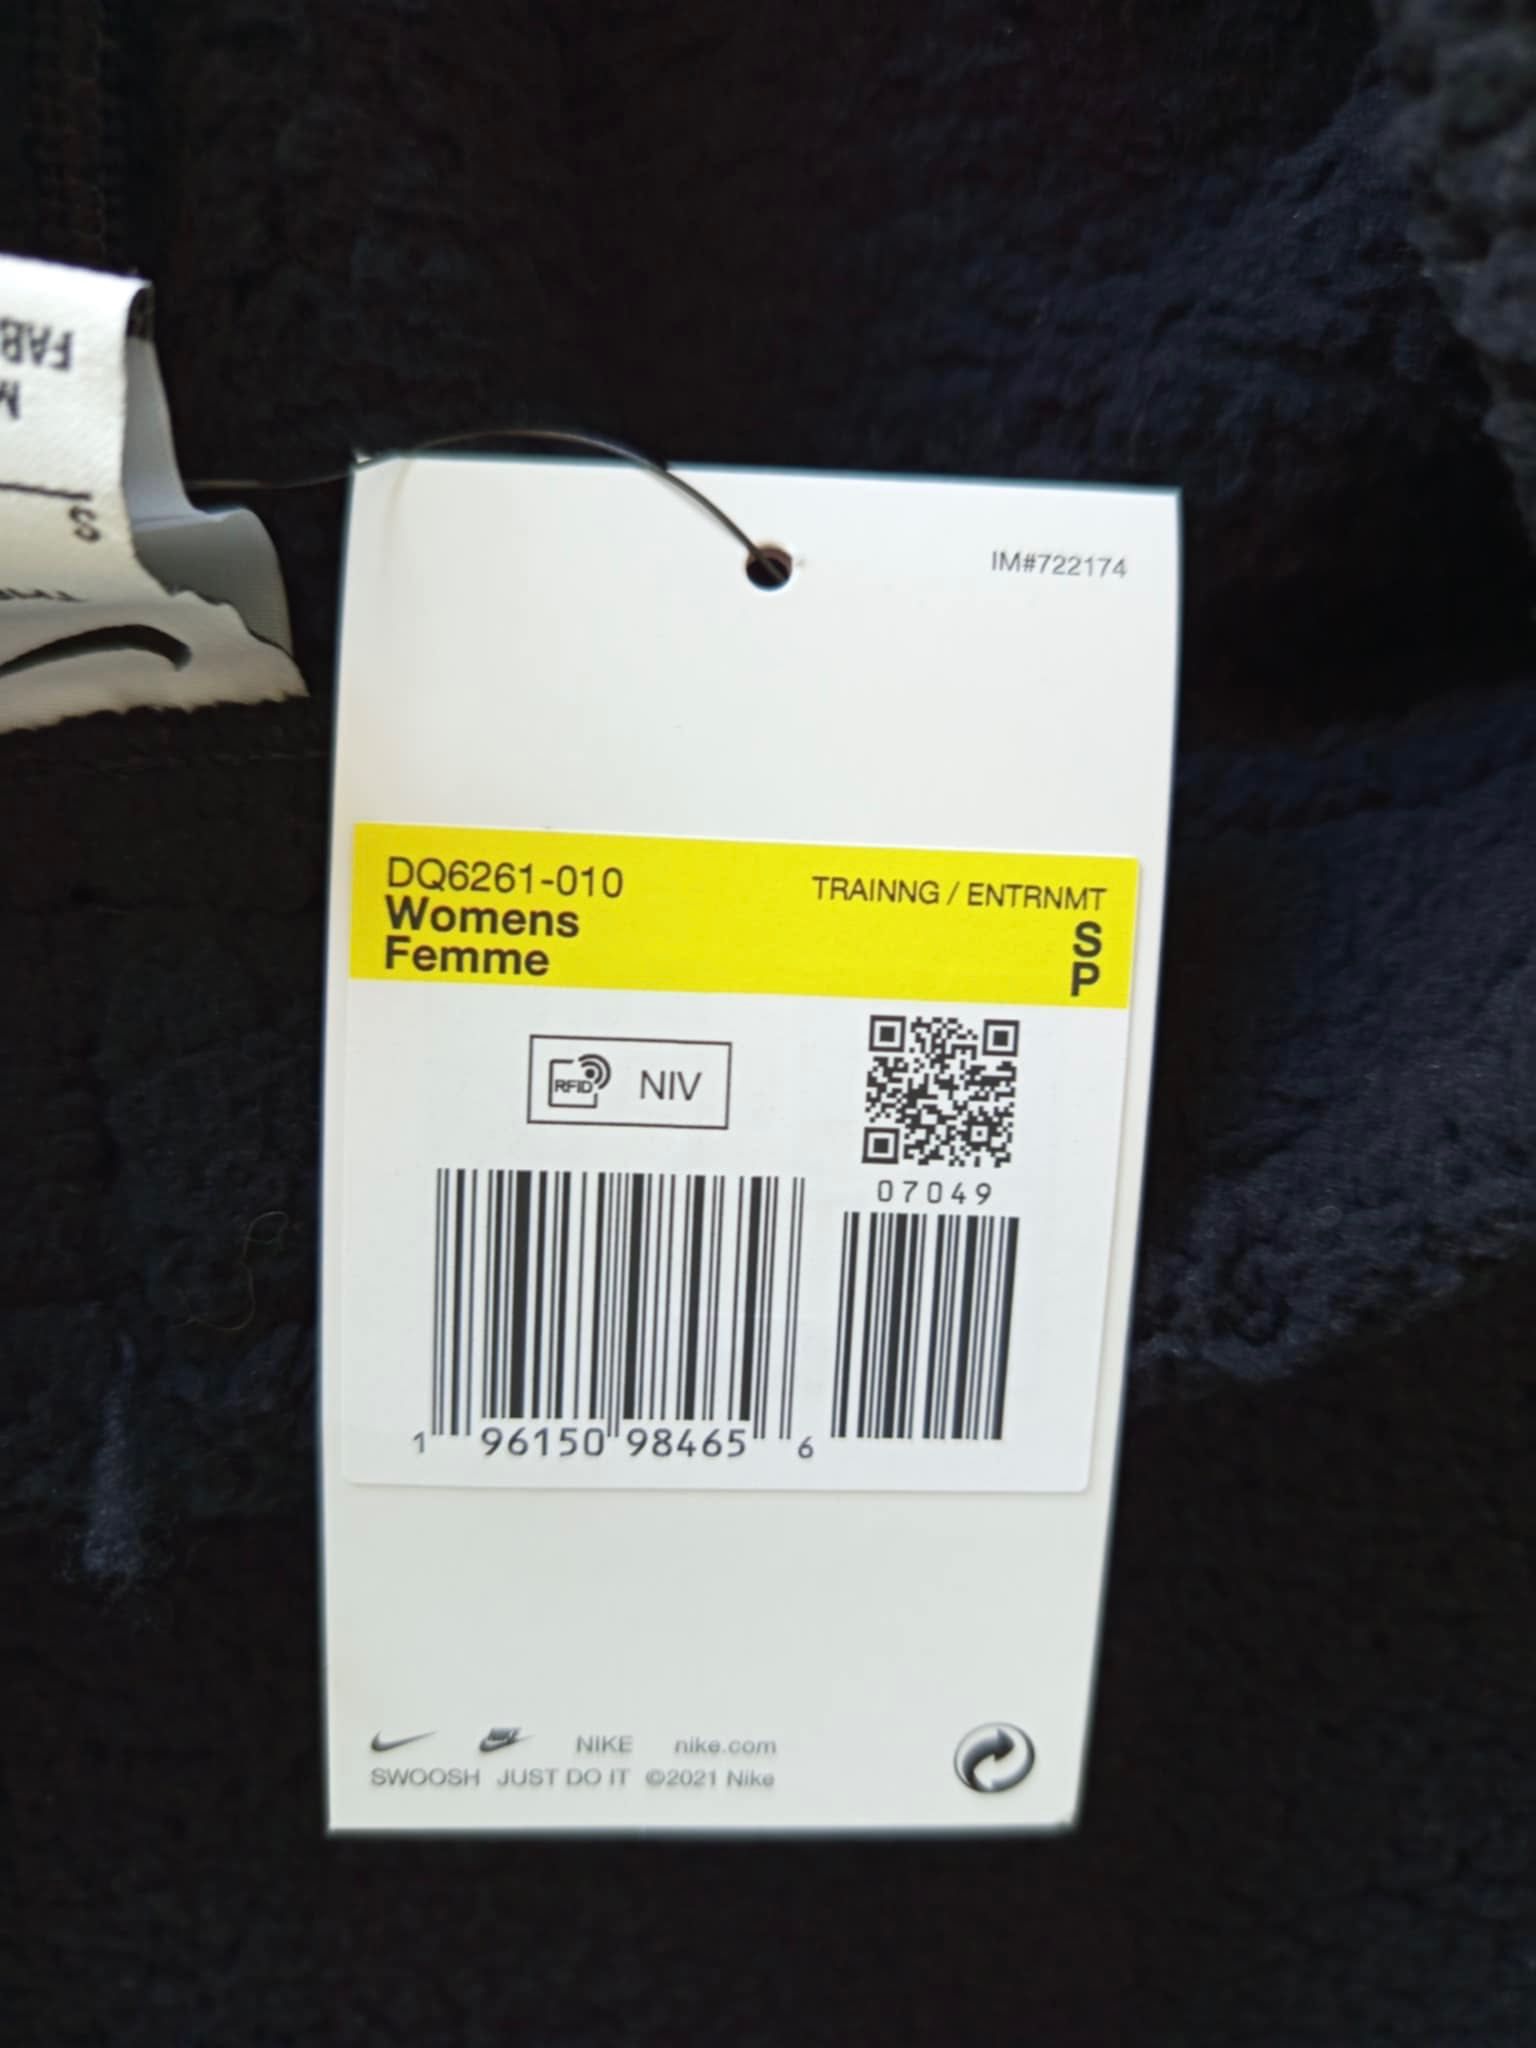 FAB
M
S
IM#722174
DQ6261-010
TRAINNG / ENTRNMT
Womens
S
Femme
P
RFID NIV
07049
1 96150 98465 6
NIKE nike.com
SWOOSH JUST DO IT ©2021 Nike